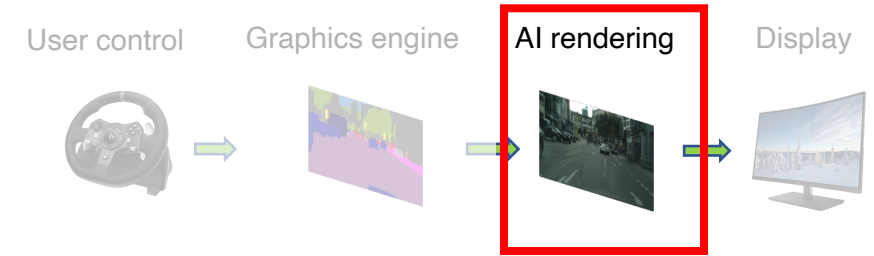 User control
Graphics engine
AI rendering
Display